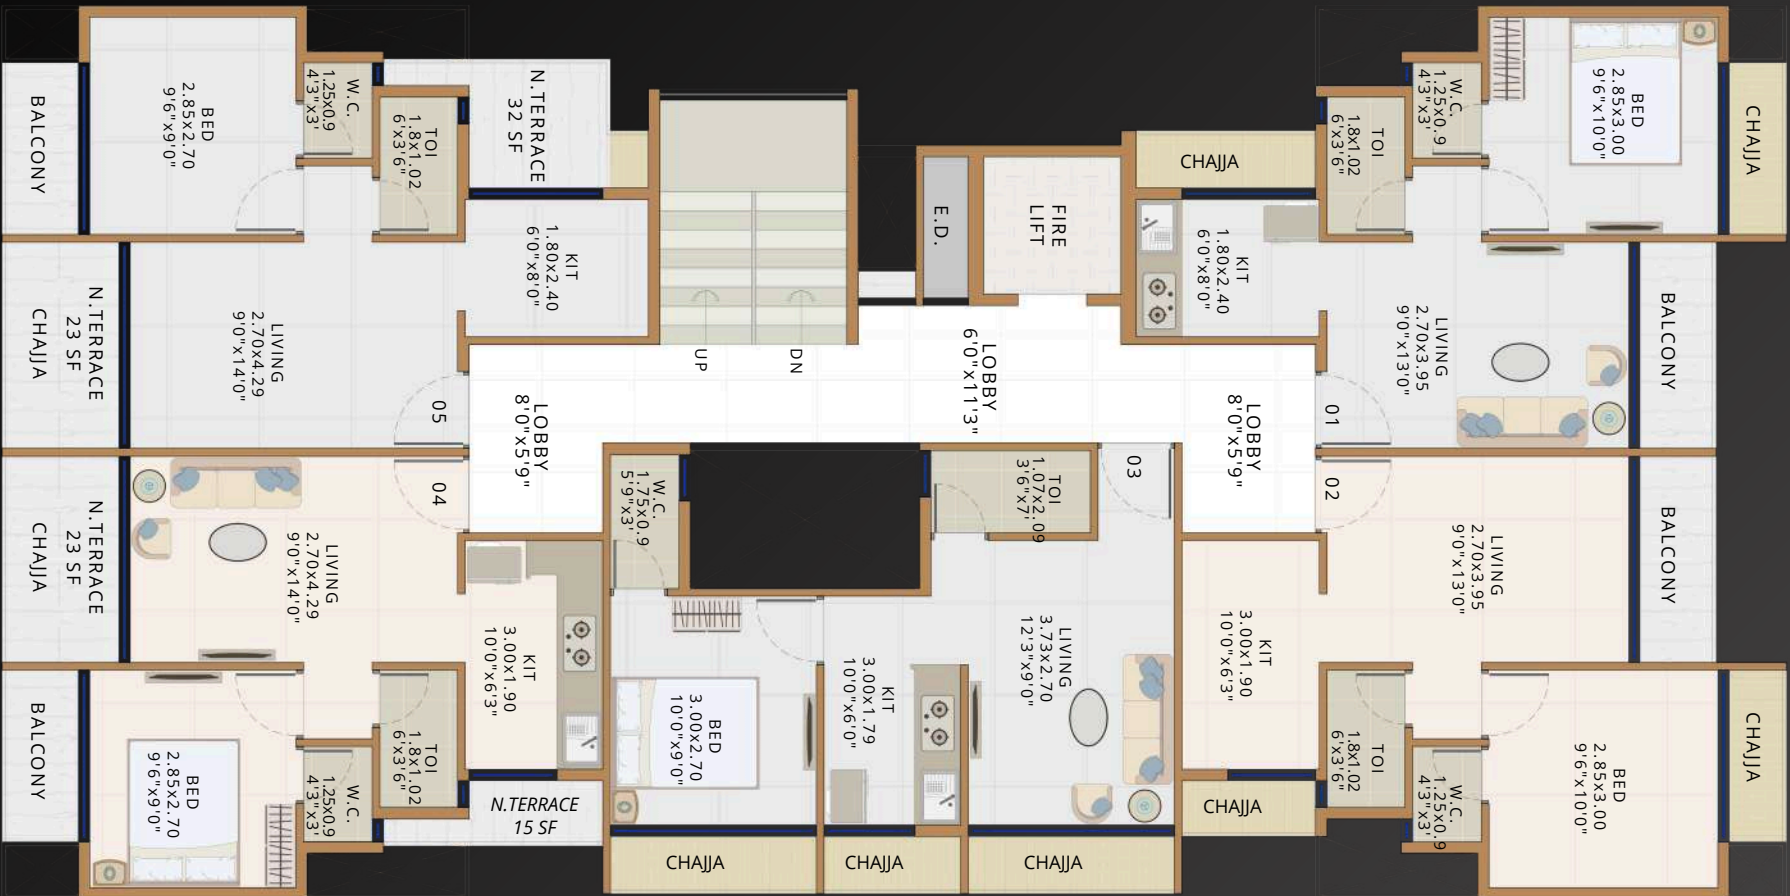 BALCONY
BED
2.85x2.70
9'6"x9'0"
W.C.
1.25x0.9
4'3"x3'
TOI
1.8x1.02
6'x3'6"
N.TERRACE
32 SF
N.TERRACE
23 SF
CHAJJA
LIVING
2.70x4.29
9'0"x14'0"
KIT
1.80x2.40
6'0"x8'0"
05
LOBBY
8'0"x5'9"
UP
DN
E.D.
FIRE
LIFT
LOBBY
6'0"x11'3"
CHAJJA
KIT
1.80x2.40
6'0"x8'0"
TOI
1.8x1.02
6'x3'6"
W.C.
1.25x0.9
4'3"x3'
BED
2.85x3.00
9'6"x10'0"
CHAJJA
LIVING
2.70x3.95
9'0"x13'0"
BALCONY
01
LOBBY
8'0"x5'9"
N.TERRACE
23 SF
CHAJJA
LIVING
2.70x4.29
9'0"x14'0"
04
KIT
3.00x1.90
10'0"x6'3"
BALCONY
BED
2.85x2.70
9'6"x9'0"
W.C.
1.25x0.9
4'3"x3'
TOI
1.8x1.02
6'x3'6"
N.TERRACE
15 SF
W.C.
1.75x0.9
5'9"x3'
BED
3.00x2.70
10'0"x9'0"
KIT
3.00x1.79
10'0"x6'0"
TOI
1.07x2.09
3'6"x7'
03
LIVING
3.73x2.70
12'3"x9'0"
CHAJJA
CHAJJA
CHAJJA
02
LIVING
2.70x3.95
9'0"x13'0"
BALCONY
KIT
3.00x1.90
10'0"x6'3"
CHAJJA
TOI
1.8x1.02
6'x3'6"
W.C.
1.25x0.9
4'3"x3'
BED
2.85x3.00
9'6"x10'0"
CHAJJA